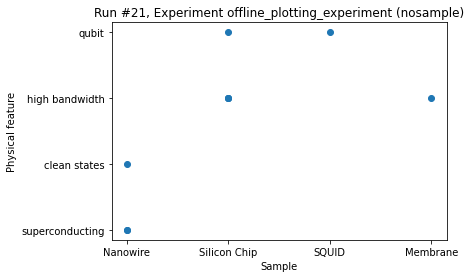 Run #21, Experiment offline_plotting_experiment (nosample)
qubit
high bandwidth
clean states
superconducting
Physical feature
Nanowire
Silicon Chip
SQUID
Membrane
Sample